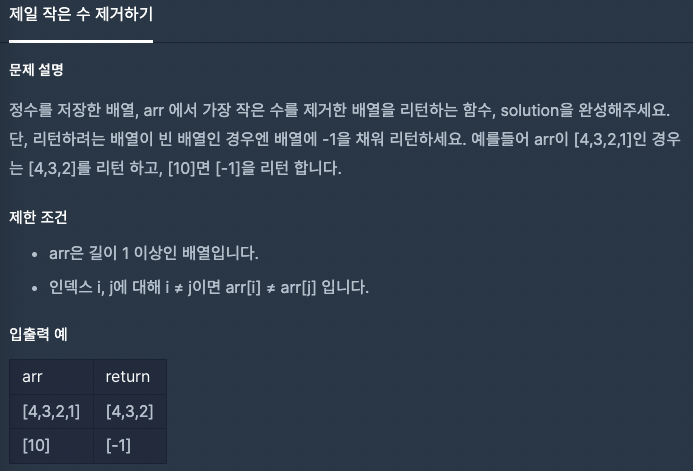 제일 작은 수 제거하기
문제 설명
정수를 저장한 배열, arr 에서 가장 작은 수를 제거한 배열을 리턴하는 함수, solution을 완성해주세요.
단, 리턴하려는 배열이 빈 배열인 경우엔 배열에 -1을 채워 리턴하세요. 예를들어 arr이 [4,3,2,1]인 경우
는 [4,3,2]를 리턴 하고, [10]면 [-1]을 리턴 합니다.
제한 조건
• arr은 길이 1 이상인 배열입니다.
• 인덱스 i, j에 대해 i ≠ j이면 arr[i] ≠ arr[j] 입니다.
입출력 예
arr return
[4,3,2,1] [4,3,2]
[10] [-1]